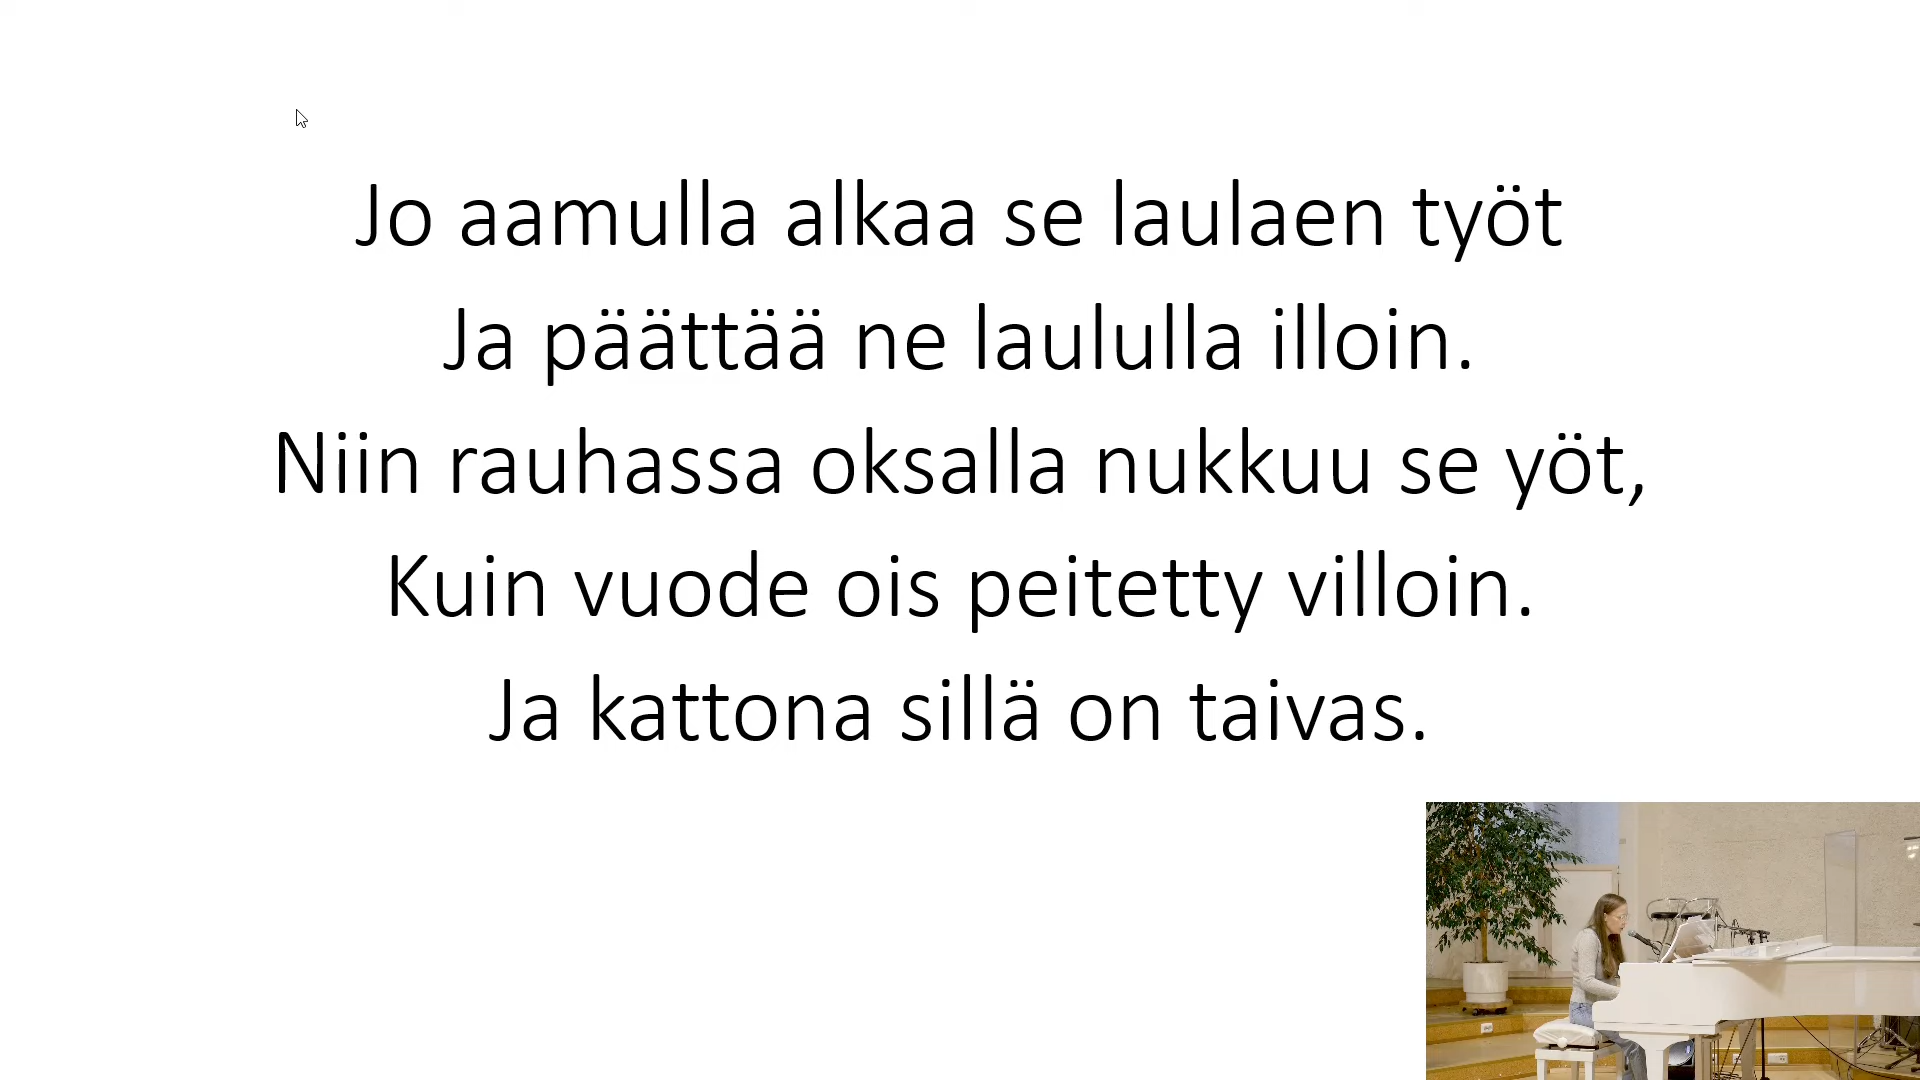 Jo aamulla alkaa se laulaen työt
Ja päättää ne laululla illoin.
Niin rauhassa oksalla nukkuu se yöt,
Kuin vuode ois peitetty villoin.
Ja kattona sillä on taivas.